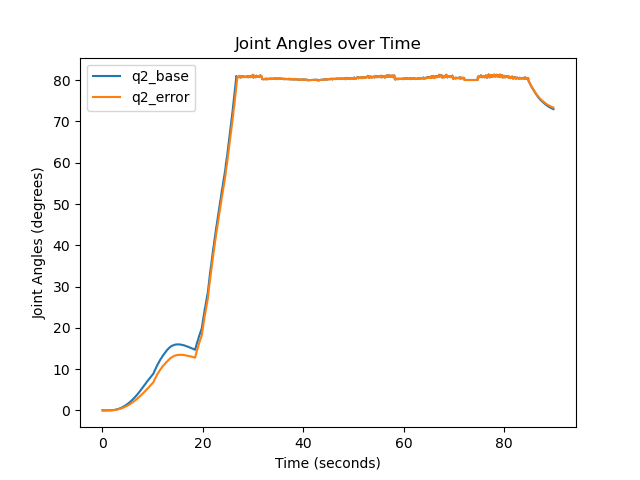 Joint Angles over Time
q2_base
q2_error
Joint Angles (degrees)
80
70
60
50
40
30
20
10
0
0 20 40 60 80
Time (seconds)